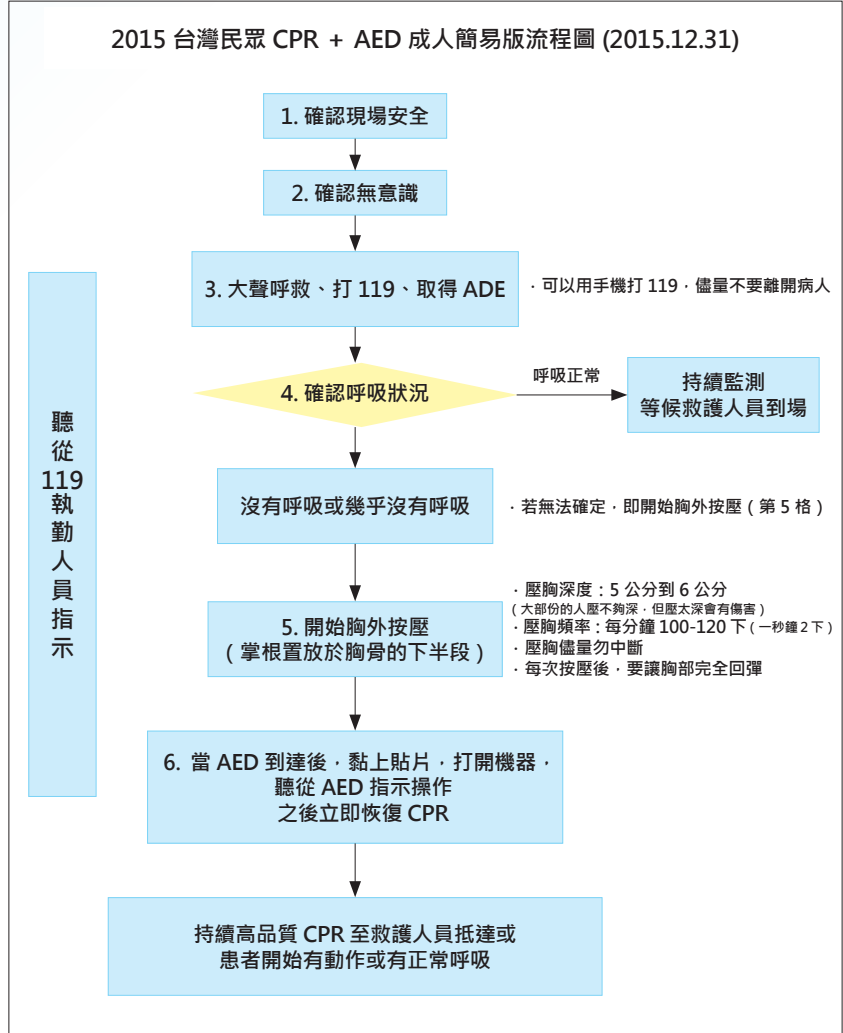 2015 台灣民眾 CPR + AED 成人簡易版流程圖 (2015.12.31)
1. 確認現場安全
2. 確認無意識
3. 大聲呼救、打 119、取得 ADE
．可以用手機打 119，儘量不要離開病人
4. 確認呼吸狀況
呼吸正常
持續監測
等候救護人員到場
聽從119執勤人員指示
沒有呼吸或幾乎沒有呼吸
．若無法確定，即開始胸外按壓 ( 第 5 格 )
5. 開始胸外按壓
( 掌根置放於胸骨的下半段 )
．壓胸深度：5 公分到 6 公分
( 大部份的人壓不夠深，但壓太深會有傷害 )
．壓胸頻率：每分鐘 100-120 下 ( 一秒鐘 2 下 )
．壓胸儘量勿中斷
．每次按壓後，要讓胸部完全回彈
6. 當 AED 到達後，黏上貼片，打開機器，
聽從 AED 指示操作
之後立即恢復 CPR
持續高品質 CPR 至救護人員抵達或
患者開始有動作或有正常呼吸